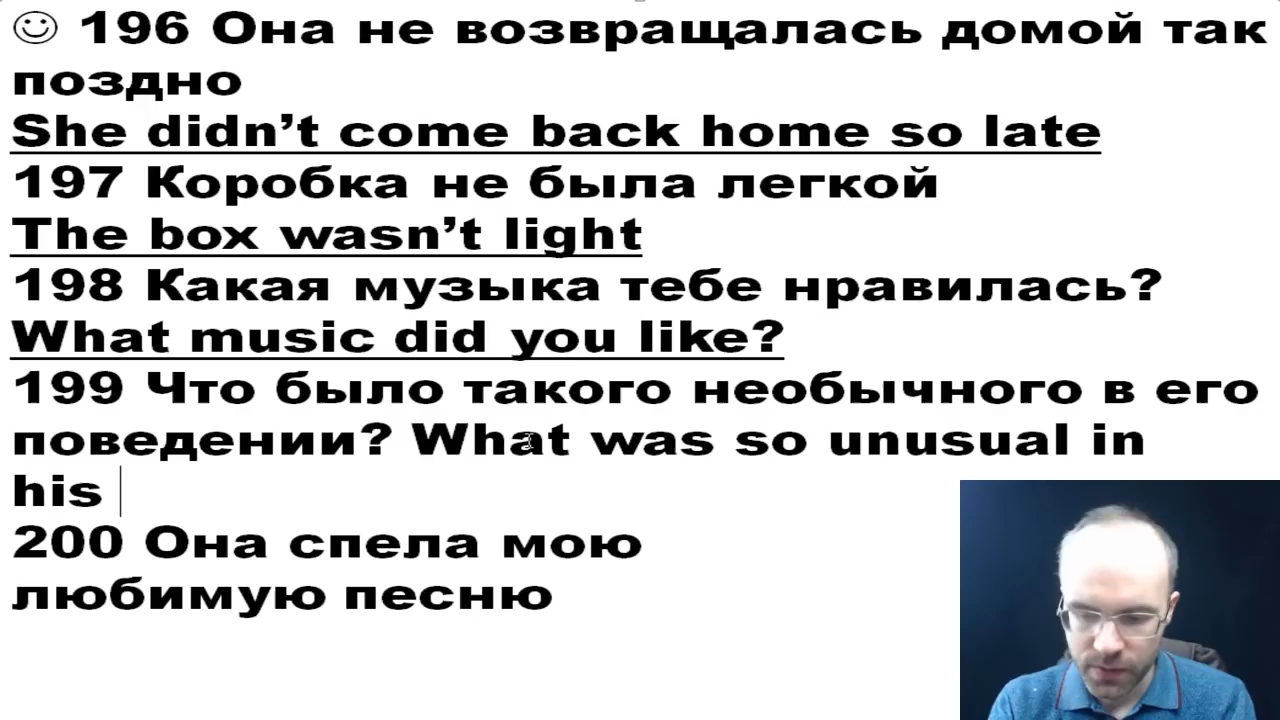 ☺ 196 Она не возвращалась домой так
поздно
She didn’t come back home so late
197 Коробка не была легкой
The box wasn’t light
198 Какая музыка тебе нравилась?
What music did you like?
199 Что было такого необычного в его
поведении? What was so unusual in
his
200 Она спела мою
любимую песню